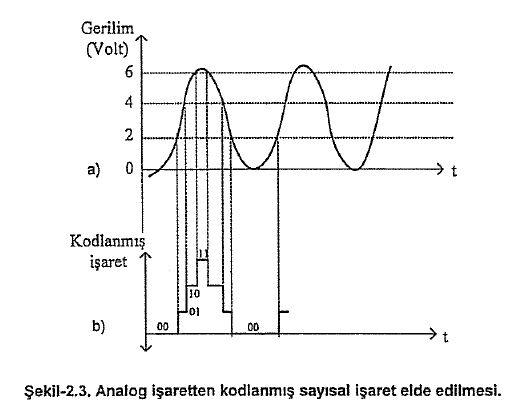 Gerilim
(Volt)
6
4
2
a) 0
t
Kodlanmış
işaret
11
10
01
b) 00 00
t
Şekil-2.3. Analog işaretten kodlanmış sayısal işaret elde edilmesi.